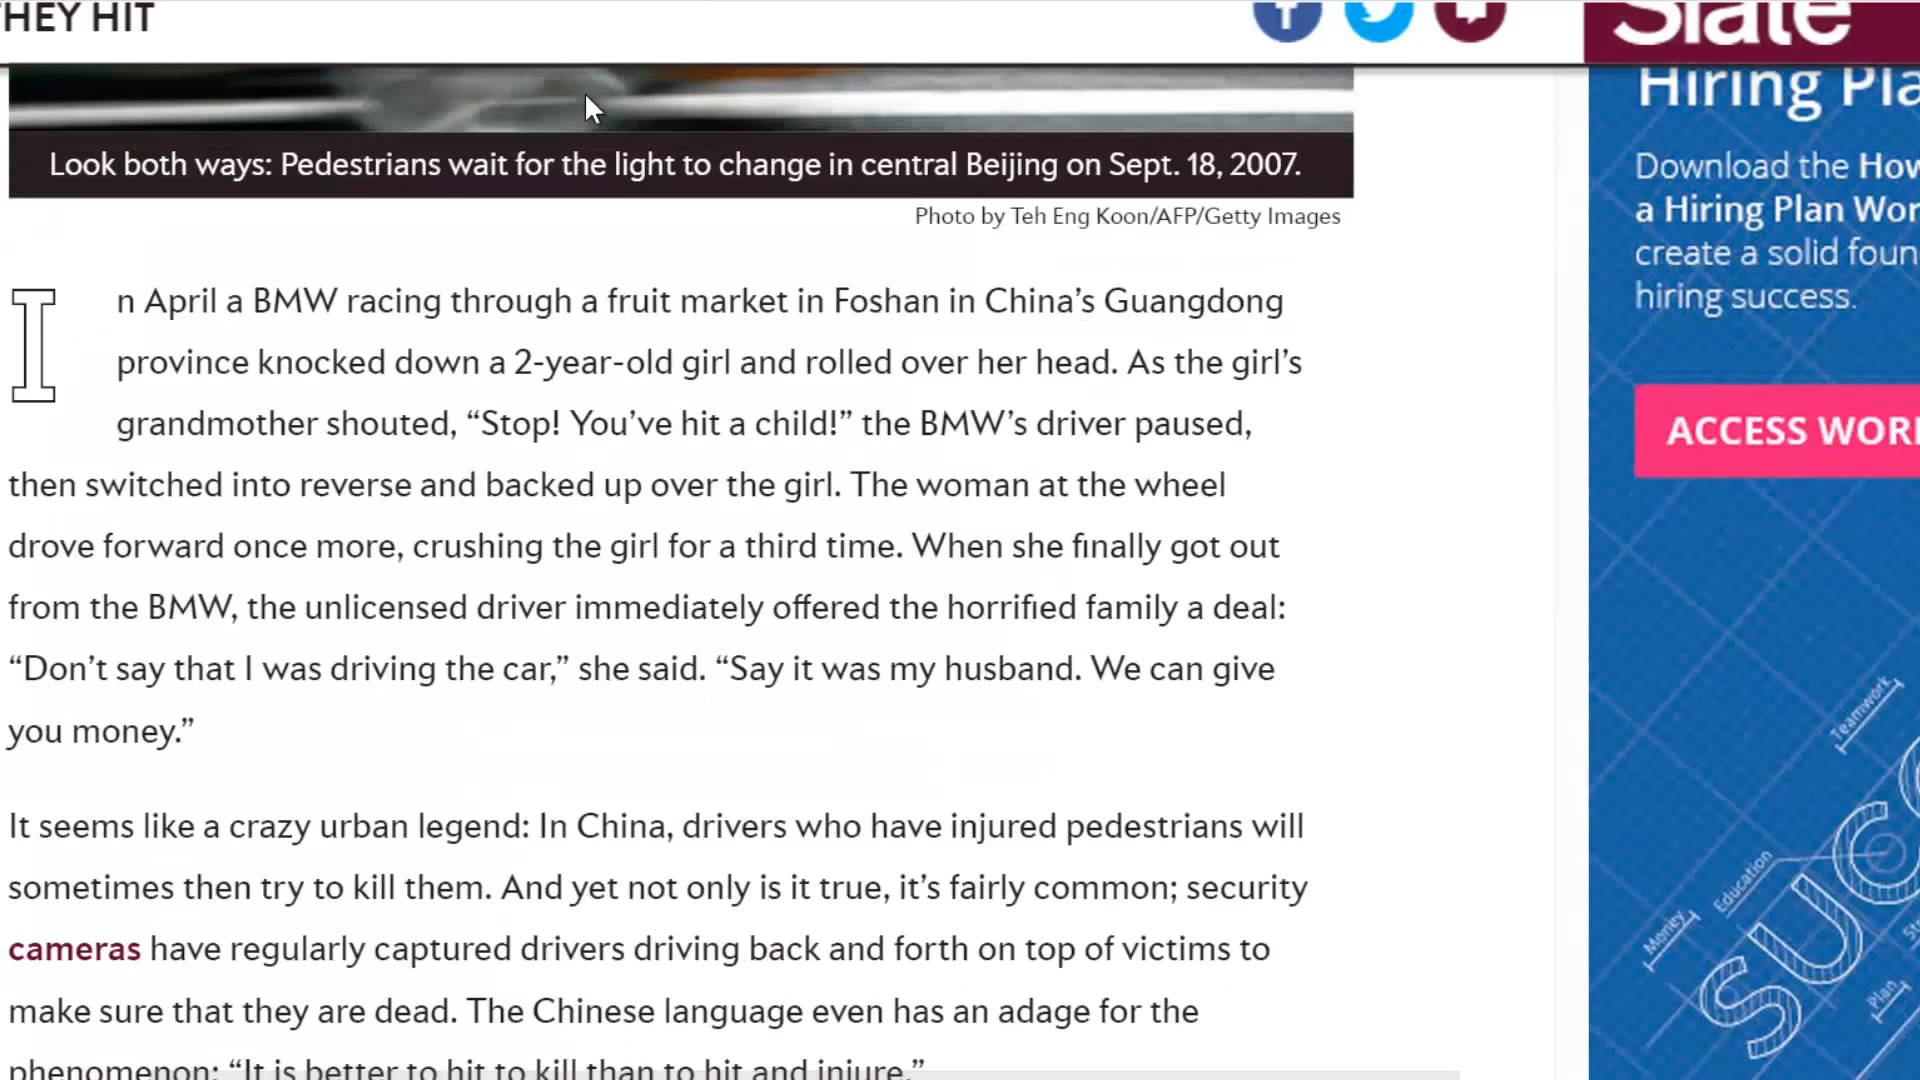 THEY HIT
Slate
Look both ways: Pedestrians wait for the light to change in central Beijing on Sept. 18, 2007.
Photo by Teh Eng Koon/AFP/Getty Images
In April a BMW racing through a fruit market in Foshan in China’s Guangdong
province knocked down a 2-year-old girl and rolled over her head. As the girl’s
grandmother shouted, “Stop! You’ve hit a child!” the BMW’s driver paused,
then switched into reverse and backed up over the girl. The woman at the wheel
drove forward once more, crushing the girl for a third time. When she finally got out
from the BMW, the unlicensed driver immediately offered the horrified family a deal:
“Don’t say that I was driving the car,” she said. “Say it was my husband. We can give
you money.”
It seems like a crazy urban legend: In China, drivers who have injured pedestrians will
sometimes then try to kill them. And yet not only is it true, it’s fairly common; security
cameras have regularly captured drivers driving back and forth on top of victims to
make sure that they are dead. The Chinese language even has an adage for the
phenomenon: “It is better to hit to kill than to hit and injure.”
Hiring Pla
Download the How
a Hiring Plan Wor
create a solid foun
hiring success.
ACCESS WOR
Teamwork
Education
Money
Plan
SUCC